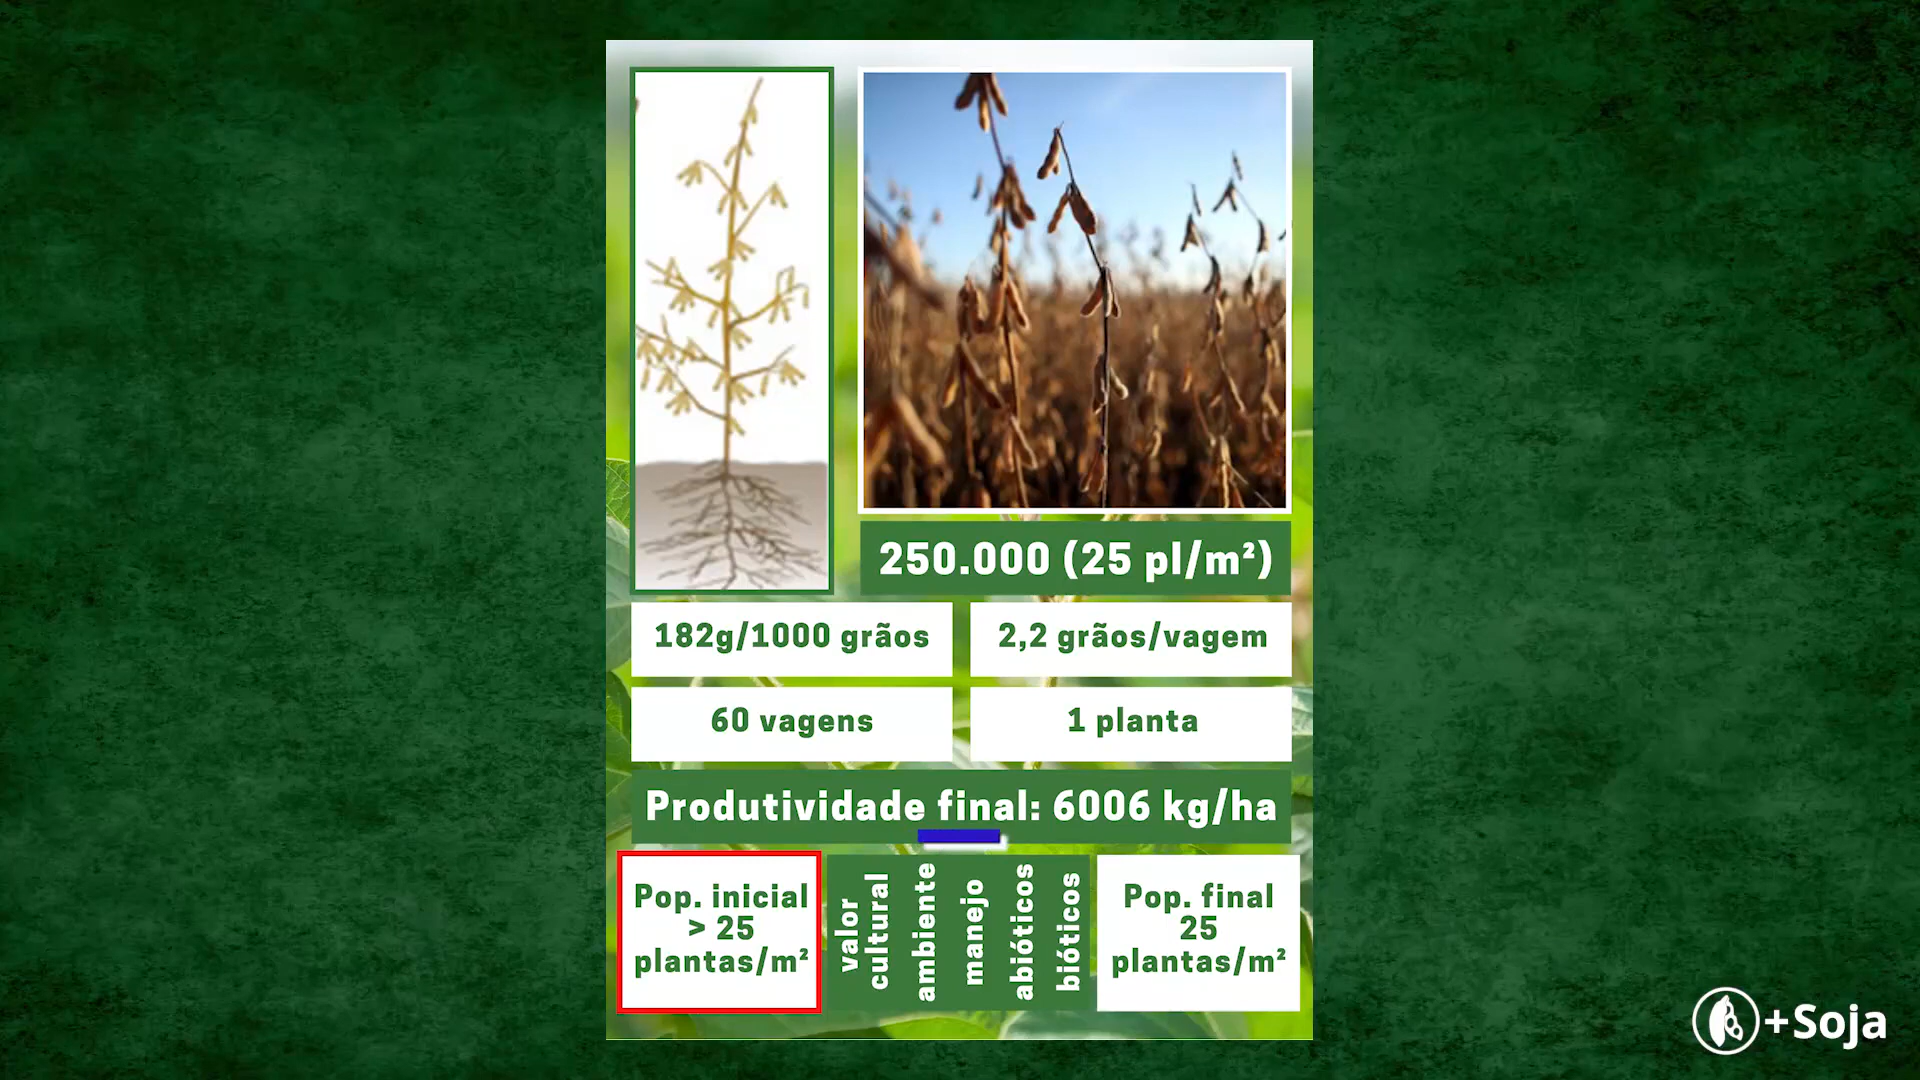 250.000 (25 pl/m²)
182g/1000 grãos
2,2 grãos/vagem
60 vagens
1 planta
Produtividade final: 6006 kg/ha
Pop. inicial
> 25
plantas/m²
valor
cultural
ambiente
manejo
abióticos
bióticos
Pop. final
25
plantas/m²
+Soja